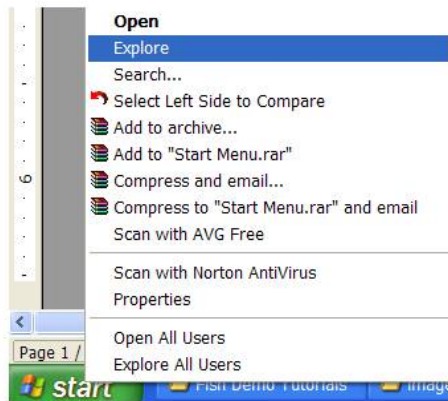 Open
Explore
Search...
Select Left Side to Compare
Add to archive...
Add to "Start Menu.rar"
Compress and email...
Compress to "Start Menu.rar" and email
Scan with AVG Free
6
Scan with Norton AntiVirus
Properties
Open All Users
Page 1 /
Explore All Users
start
Fish Demo Tutorials
Image